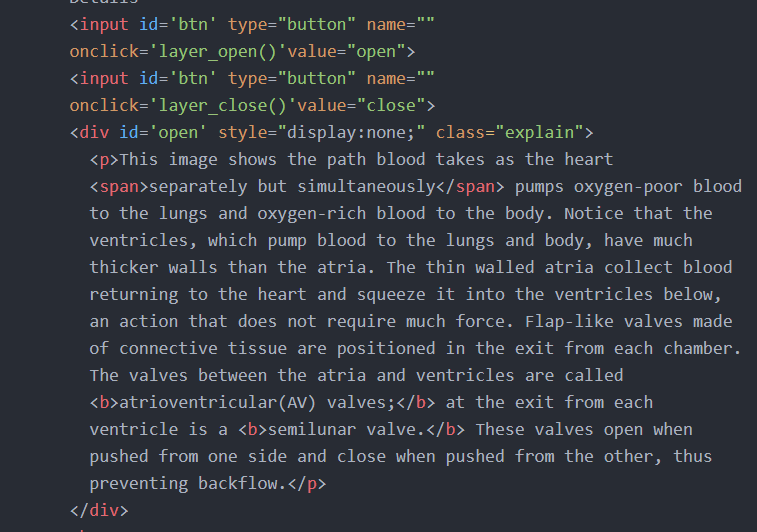 Details
<input id='btn' type="button" name=""
onclick='layer_open()'value="open">
<input id='btn' type="button" name=""
onclick='layer_close()'value="close">
<div id='open' style="display:none;" class="explain">
<p>This image shows the path blood takes as the heart
<span>separately but simultaneously</span> pumps oxygen-poor blood
to the lungs and oxygen-rich blood to the body. Notice that the
ventricles, which pump blood to the lungs and body, have much
thicker walls than the atria. The thin walled atria collect blood
returning to the heart and squeeze it into the ventricles below,
an action that does not require much force. Flap-like valves made
of connective tissue are positioned in the exit from each chamber.
The valves between the atria and ventricles are called
<b>atrioventricular(AV) valves;</b> at the exit from each
ventricle is a <b>semilunar valve.</b> These valves open when
pushed from one side and close when pushed from the other, thus
preventing backflow.</p>
</div>